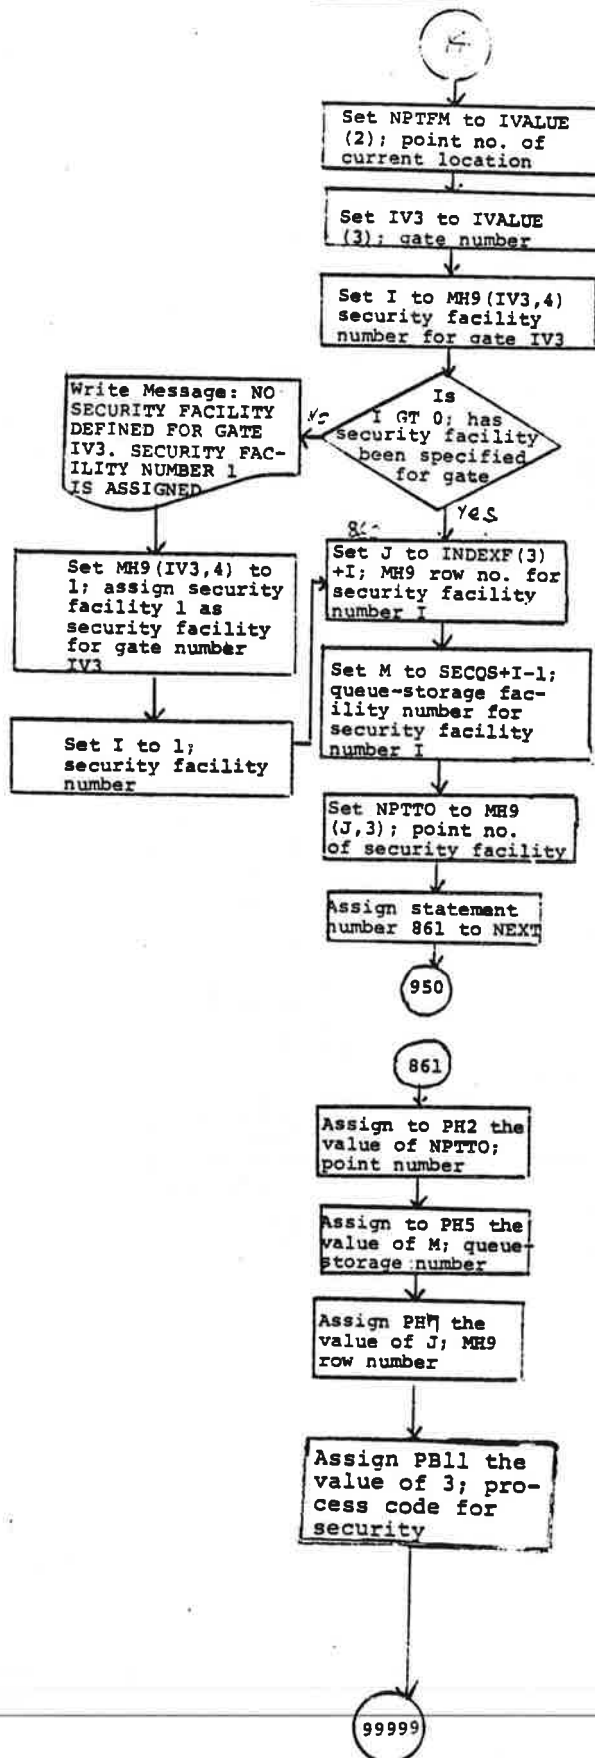 Set NPTFM to IVALUE
(2); point no. of
current location
Set IV3 to IVALUE
(3); gate number
Set I to MH9(IV3,4)
security facility
number for gate IV3
Is
I GT 0; has
security facility
been specified
for gate
No
Yes
Write Message: NO
SECURITY FACILITY
DEFINED FOR GATE
IV3. SECURITY FAC-
ILITY NUMBER 1
IS ASSIGNED
Set MH9(IV3,4) to
1; assign security
facility 1 as
security facility
for gate number
IV3
Set I to 1;
security facility
number
Set J to INDEXF(3)
+I; MH9 row no. for
security facility
number I
Set M to SECQS+I-1;
queue-storage fac-
ility number for
security facility
number I
Set NPTTO to MH9
(J,3); point no.
of security facility
Assign statement
number 861 to NEXT
950
861
Assign to PH2 the
value of NPTTO;
point number
Assign to PH5 the
value of M; queue-
storage number
Assign PH7 the
value of J; MH9
row number
Assign PB11 the
value of 3; pro-
cess code for
security
99999